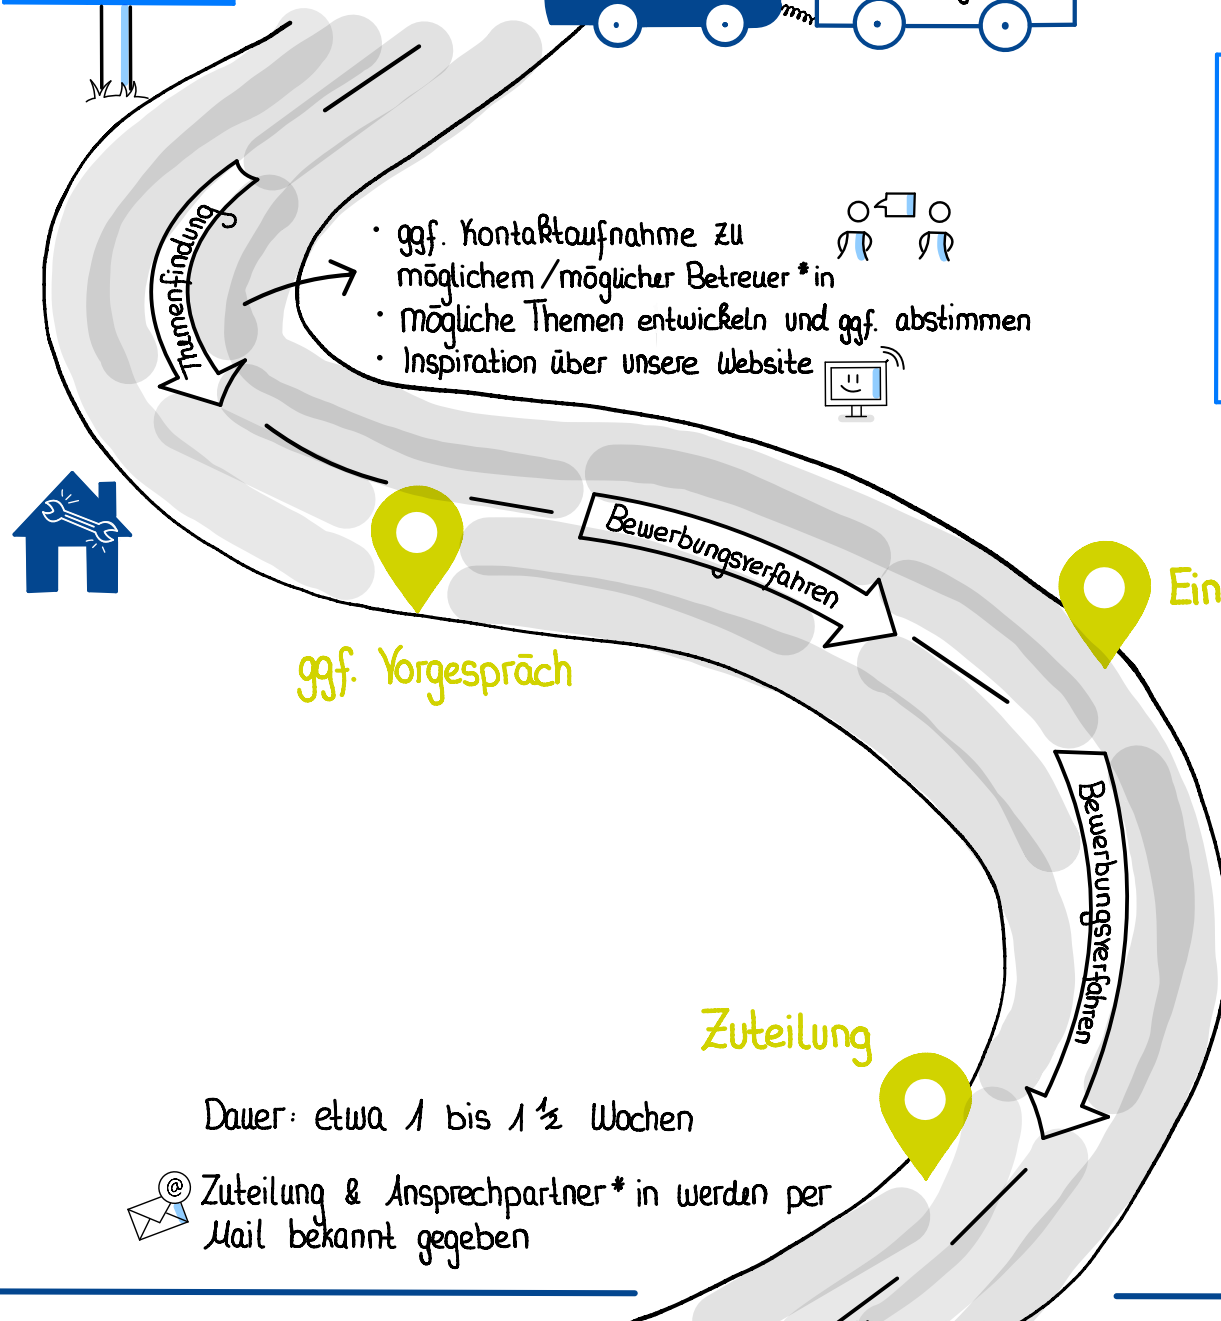 Themenfindung
• ggf. Kontaktaufnahme zu
möglichem/möglicher Betreuer*in
• mögliche Themen entwickeln und ggf. abstimmen
• Inspiration über unsere Website
Bewerbungsverfahren
Ein
ggf. Vorgespräch
Bewerbungsverfahren
Zuteilung
Dauer: etwa 1 bis 1 ½ Wochen
@
Zuteilung & Ansprechpartner*in werden per
Mail bekannt gegeben